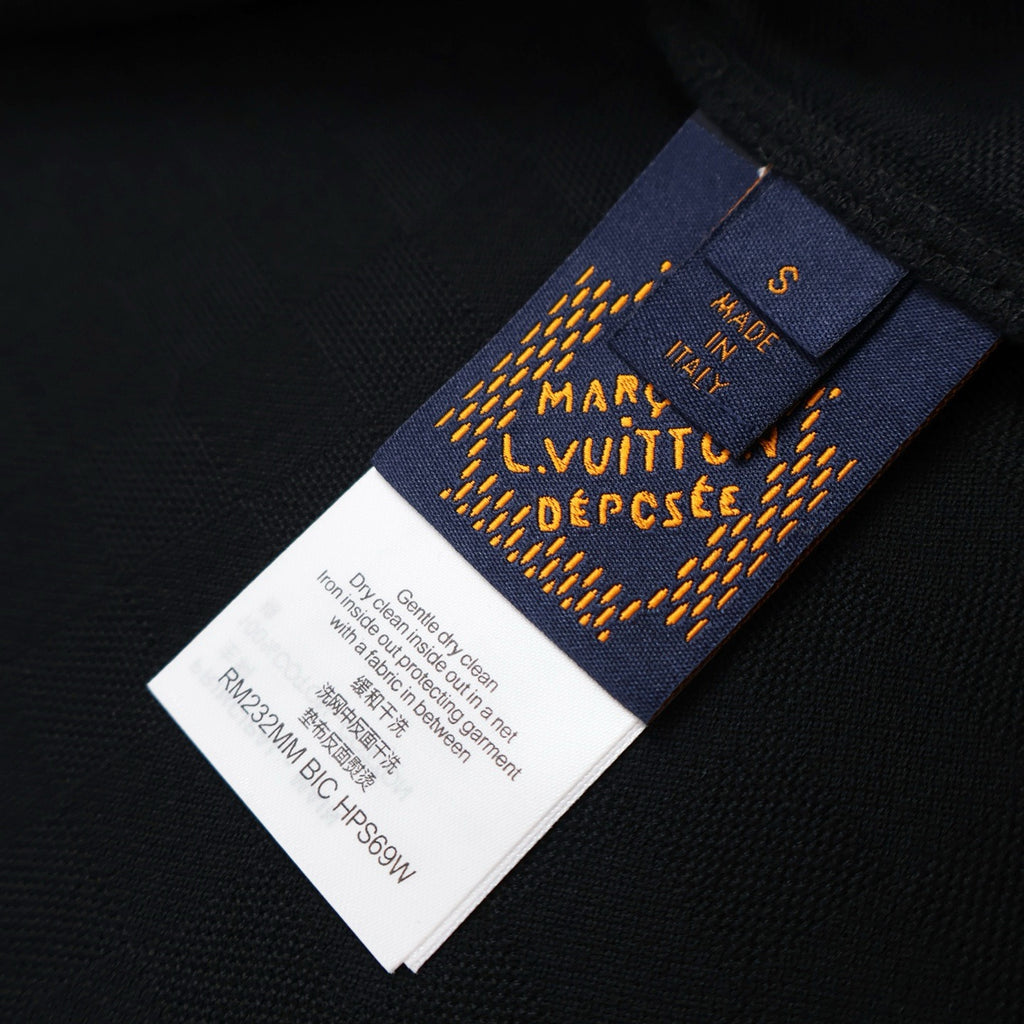 S
MADE
IN
ITALY
MARQ
L.VUITTON
DÉPOSÉE
Gentle dry clean
Dry clean inside out in a net
Iron inside out protecting garment
with a fabric in between
缓和干洗
洗网中反面干洗
垫布反面熨烫
RM232MM BIC HPS69W